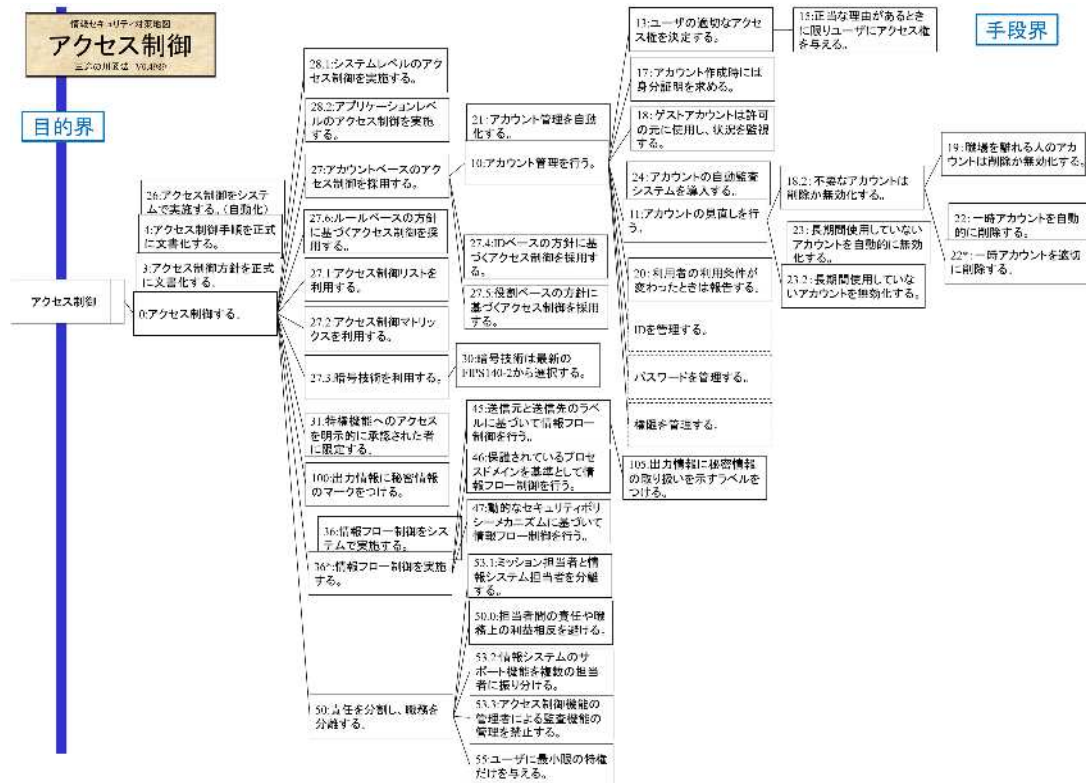 情報セキュリティ対策地図
アクセス制御
目的界
手段界
アクセス制御
26:アクセス制御をシステ
ムで実施する。(自動化)
4:アクセス制御手順を正式
に文書化する。
3:アクセス制御方針を正式
に文書化する.
0:アクセス制御する.
28.1:システムレベルのアク
セス制御を実施する。
28.2:アプリケーションレベ
ルのアクセス制御を実施
する。
27:アカウントベースのアク
セス制御を採用する。
27.6:ルールベースの方針
に基づくアクセス制御を採
用する。
27.1アクセス制御リストを
利用する。
27.2アクセス制御マトリッ
クスを利用する。
27.3暗号技術を利用する。
31:特権機能へのアクセス
を明示的に承認された者
に限定する。
100:出力情報に秘密情報
のマークをつける。
36:情報フロー制御をシス
テムで実施する。
36*:情報フロー制御を実施
する。
50:責任を分割し、職務を
分離する.
21:アカウント管理を自動
化する。
10:アカウント管理を行う。
27.4:IDベースの方針に基
づくアクセス制御を採用す
る。
27.5:役割ベースの方針に
基づくアクセス制御を採用
する。
30:暗号技術は最新の
FIPS140-2から選択する。
45:送信元と送信先のラベ
ルに基づいて情報フロー
制御を行う。
46:保護されているプロセ
スドメインを基準として情
報フロー制御を行う。
47:動的なセキュリティポリ
シーメカニズムに基づいて
情報フロー制御を行う。
53.1:ミッション担当者と情
報システム担当者を分離
する。
50.0:担当者間の責任や職
務上の利益相反を避ける.
53.2:情報システムのサ
ポート機能を複数の担当
者に振り分ける。
53.3:アクセス制御機能の
管理者による監査機能の
管理を禁止する。
55:ユーザに最小限の特権
だけを与える。
13:ユーザの適切なアクセ
ス権を決定する。
17:アカウント作成時には
身分証明を求める。
18:ゲストアカウントは許可
の元に使用し、状況を監視
する。
24:アカウントの自動監査
システムを導入する。
11:アカウントの見直しを行
う。
20:利用者の利用条件が
変わったときは報告する.
IDを管理する。
パスワードを管理する。
権限を管理する.
105.出力情報に秘密情報
の取り扱いを示すラベルを
つける。
15:正当な理由があるとき
に限りユーザにアクセス権
を与える。
18.2:不要なアカウントは
削除か無効化する。
23:長期間使用していない
アカウントを自動的に無効
化する。
23.2:長期間使用していな
いアカウントを無効化する。
19:職場を離れる人のアカ
ウントは削除か無効化する。
22:一時アカウントを自動
的に削除する。
22*:一時アカウントを適切
に削除する。